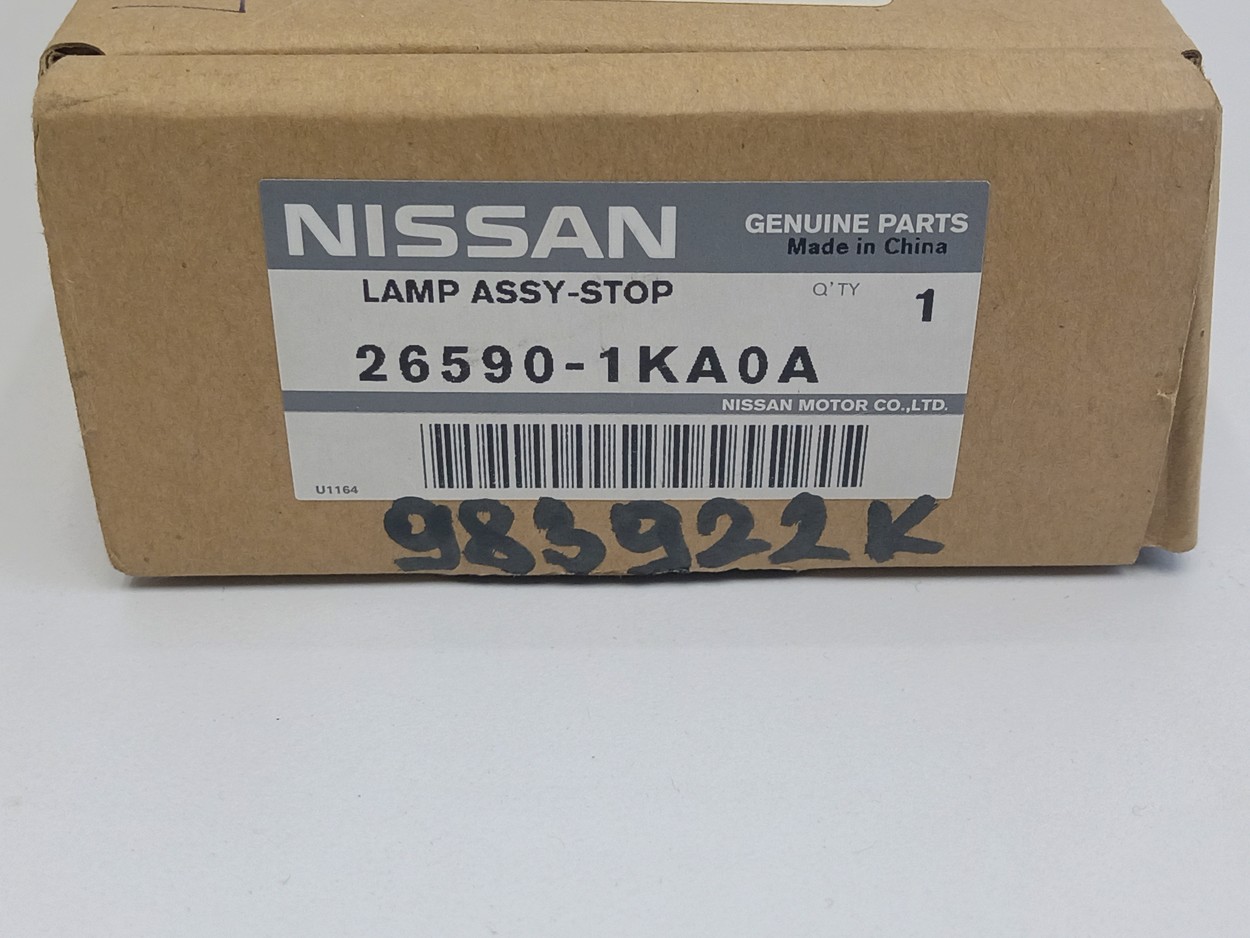 NISSAN GENUINE PARTS
Made in China
LAMP ASSY-STOP Q'TY 1
26590-1KA0A
NISSAN MOTOR CO.,LTD.
U1164
983922K